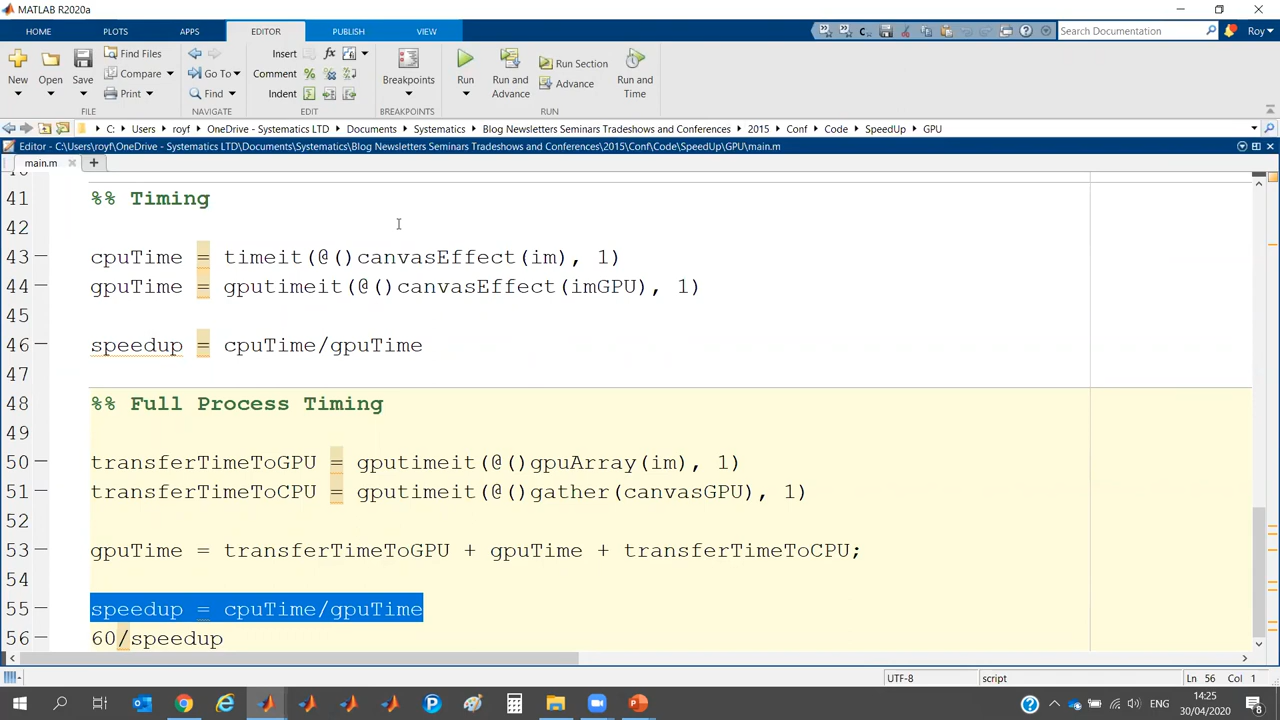 MATLAB R2020a
HOME PLOTS APPS EDITOR PUBLISH VIEW
Search Documentation
Roy
New
Open
Save
Find Files
Compare
Print
FILE
Go To
Find
NAVIGATE
Insert
Comment
Indent
EDIT
Breakpoints
BREAKPOINTS
Run
Run and Advance
Run Section
Advance
Run and Time
RUN
C: Users royf OneDrive - Systematics LTD Documents Systematics Blog Newsletters Seminars Tradeshows and Conferences 2015 Conf Code SpeedUp GPU
Editor - C:\Users\royf\OneDrive - Systematics LTD\Documents\Systematics\Blog Newsletters Seminars Tradeshows and Conferences\2015\Conf\Code\SpeedUp\GPU\main.m
main.m
41 %% Timing
42
43 cpuTime = timeit(@()canvasEffect(im), 1)
44 gpuTime = gputimeit(@()canvasEffect(imGPU), 1)
45
46 speedup = cpuTime/gpuTime
47
48 %% Full Process Timing
49
50 transferTimeToGPU = gputimeit(@()gpuArray(im), 1)
51 transferTimeToCPU = gputimeit(@()gather(canvasGPU), 1)
52
53 gpuTime = transferTimeToGPU + gpuTime + transferTimeToCPU;
54
55 speedup = cpuTime/gpuTime
56 60/speedup
UTF-8 script Ln 56 Col 1
ENG
14:25
30/04/2020
8